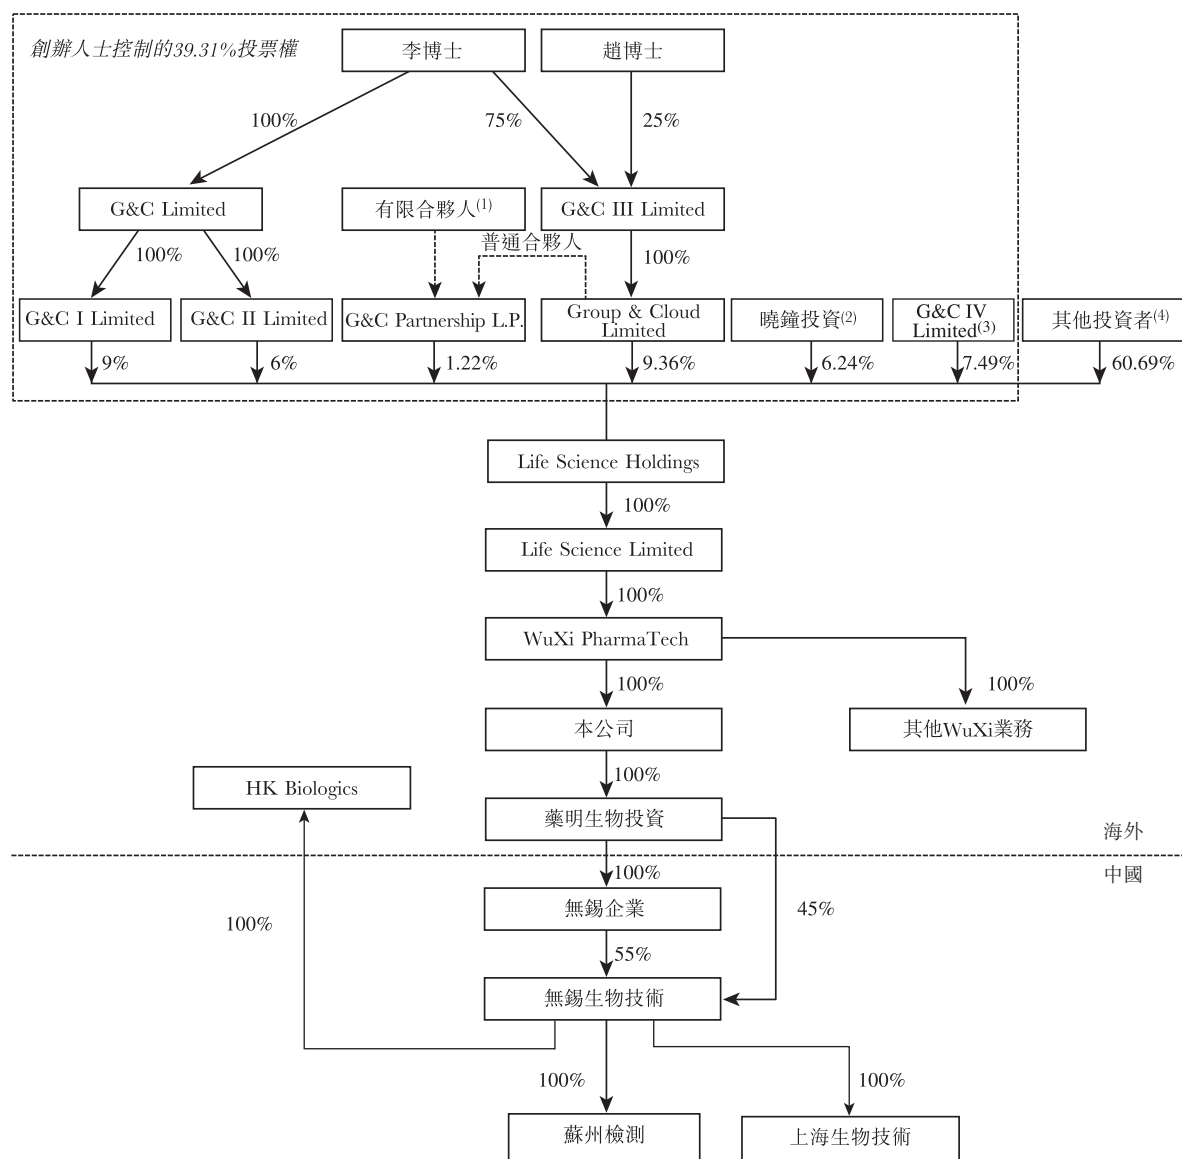 創辦人士控制的39.31%投票權
李博士
趙博士
100%
75%
25%
G&C Limited
有限合夥人(1)
G&C III Limited
普通合夥人
100%
100%
100%
G&C I Limited
G&C II Limited
G&C Partnership L.P.
Group & Cloud
Limited
曉鐘投資(2)
G&C IV
Limited(3)
其他投資者(4)
9%
6%
1.22%
9.36%
6.24%
7.49%
60.69%
Life Science Holdings
100%
Life Science Limited
100%
WuXi PharmaTech
100%
100%
本公司
其他WuXi業務
100%
HK Biologics
藥明生物投資
海外
100%
中國
無錫企業
100%
45%
55%
無錫生物技術
100%
100%
蘇州檢測
上海生物技術